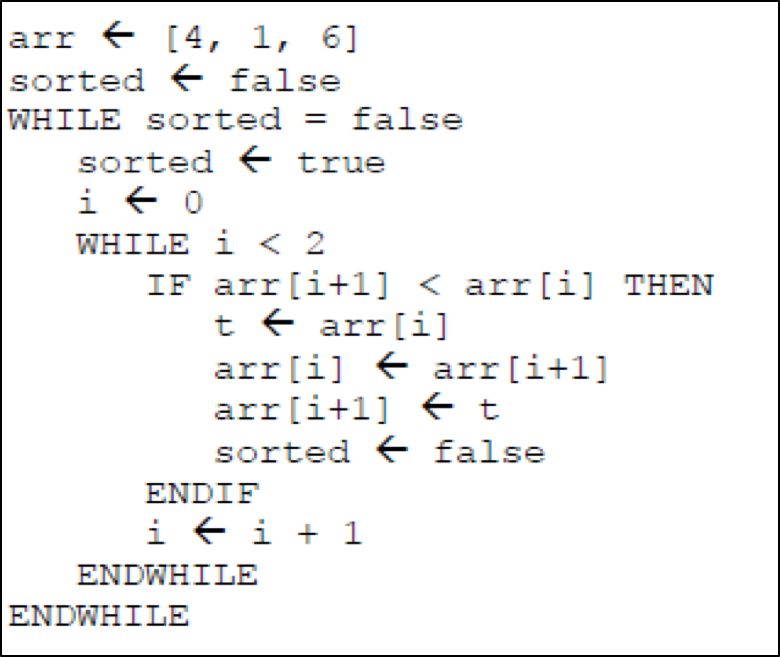 arr ← [4, 1, 6]
sorted ← false
WHILE sorted = false
   sorted ← true
   i ← 0
   WHILE i < 2
      IF arr[i+1] < arr[i] THEN
         t ← arr[i]
         arr[i] ← arr[i+1]
         arr[i+1] ← t
         sorted ← false
      ENDIF
      i ← i + 1
   ENDWHILE
ENDWHILE